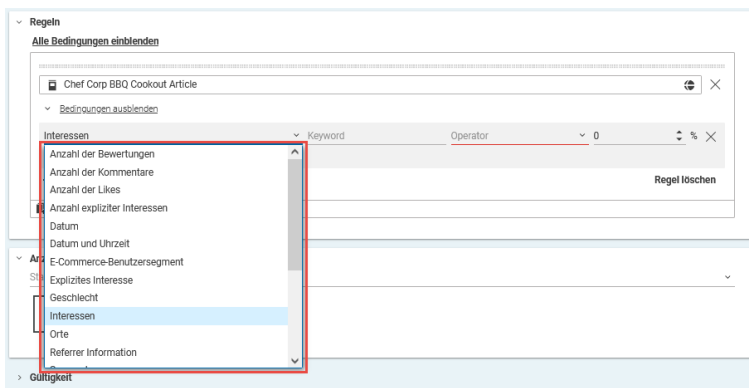 Regeln
Alle Bedingungen einblenden
Chef Corp BBQ Cookout Article
Bedingungen ausblenden
Interessen Keyword Operator 0 %
Anzahl der Bewertungen
Anzahl der Kommentare
Anzahl der Likes
Regel löschen
Anzahl expliziter Interessen
Datum
Datum und Uhrzeit
E-Commerce-Benutzersegment
Explizites Interesse
Geschlecht
Interessen
Orte
Referrer Information
Gültigkeit